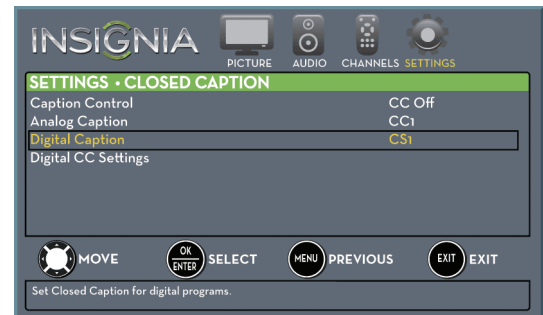 INSIGNIA
PICTURE AUDIO CHANNELS SETTINGS
SETTINGS • CLOSED CAPTION
Caption Control CC Off
Analog Caption CC1
Digital Caption CS1
Digital CC Settings
MOVE OK ENTER SELECT MENU PREVIOUS EXIT EXIT
Set Closed Caption for digital programs.